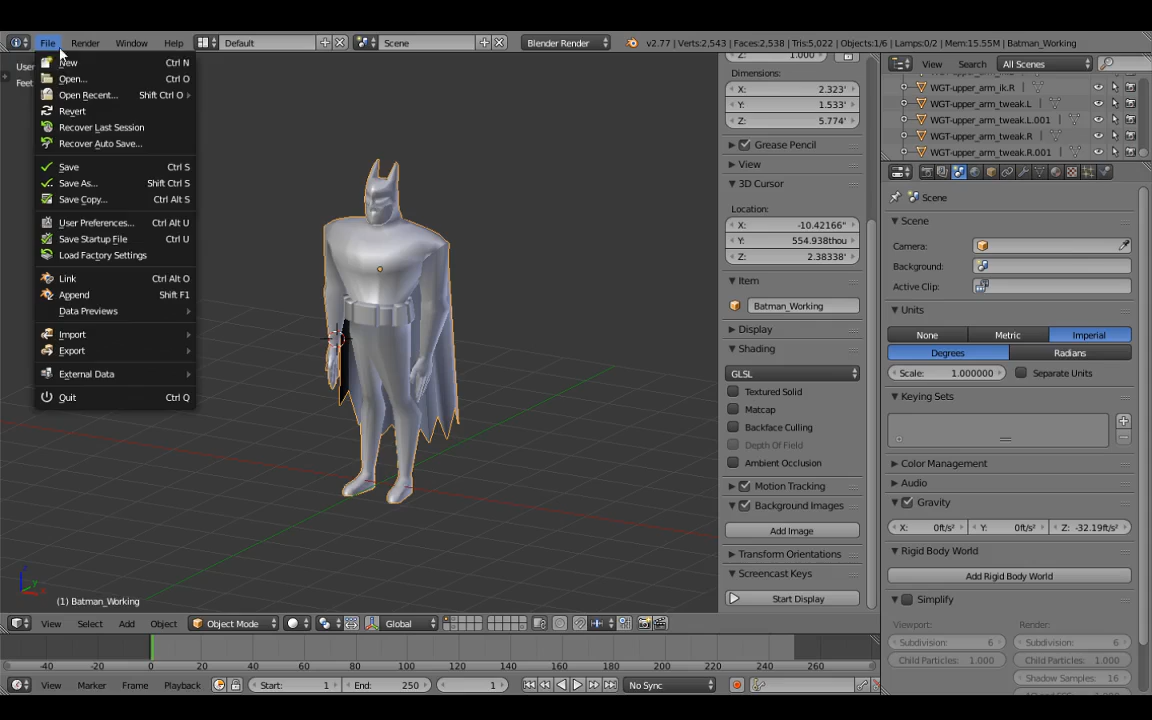 File Render Window Help Default Scene Blender Render v2.77 | Verts:2,543 | Faces:2,538 | Tris:5,022 | Objects:1/6 | Lamps:0/2 | Mem:15.55M | Batman_Working
New Ctrl N
Open... Ctrl O
Open Recent... Shift Ctrl O
Revert
Recover Last Session
Recover Auto Save...
Save Ctrl S
Save As... Shift Ctrl S
Save Copy... Ctrl Alt S
User Preferences... Ctrl Alt U
Save Startup File Ctrl U
Load Factory Settings
Link Ctrl Alt O
Append Shift F1
Data Previews
Import
Export
External Data
Quit Ctrl Q
User
Feet
(1) Batman_Working
1.000
Dimensions:
X: 2.323'
Y: 1.533'
Z: 5.774'
Grease Pencil
View
3D Cursor
Location:
X: -10.42166"
Y: 554.938thou
Z: 2.38338'
Item
Batman_Working
Display
Shading
GLSL
Textured Solid
Matcap
Backface Culling
Depth Of Field
Ambient Occlusion
Motion Tracking
Background Images
Add Image
Transform Orientations
Screencast Keys
Start Display
View Search All Scenes
WGT-upper_arm_ik.R
WGT-upper_arm_tweak.L
WGT-upper_arm_tweak.L.001
WGT-upper_arm_tweak.R
WGT-upper_arm_tweak.R.001
Scene
Scene
Camera:
Background:
Active Clip:
Units
None Metric Imperial
Degrees Radians
Scale: 1.000000 Separate Units
Keying Sets
Color Management
Audio
Gravity
X: 0ft/s² Y: 0ft/s² Z: -32.19ft/s²
Rigid Body World
Add Rigid Body World
Simplify
Viewport: Render:
Subdivision: 6 Subdivision: 6
Child Particles: 1.000 Child Particles: 1.000
Shadow Samples: 16
View Select Add Object Object Mode Global
-40 -20 0 20 40 60 80 100 120 140 160 180 200 220 240 260
View Marker Frame Playback Start: 1 End: 250 1 No Sync